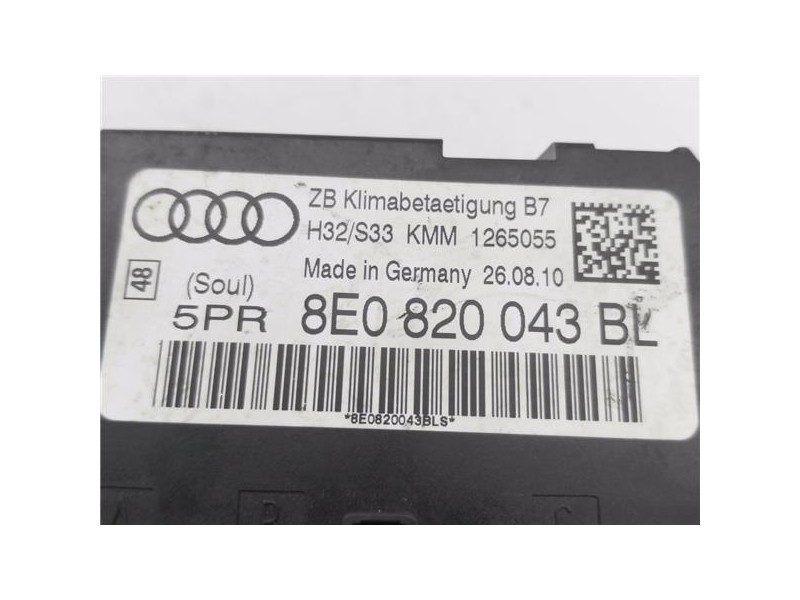 ZB Klimabetaetigung B7
H32/S33 KMM 1265055
Made in Germany 26.08.10
48
(Soul)
5PR 8E0 820 043 BL
*8E0820043BLS*
A B C